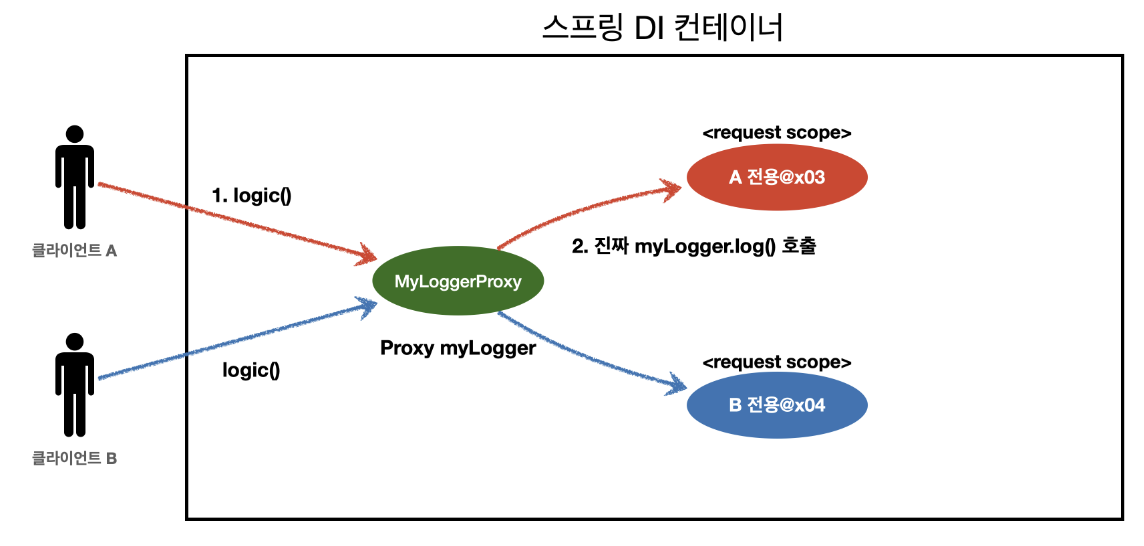 스프링 DI 컨테이너
<request scope>
A 전용@x03
1. logic()
2. 진짜 myLogger.log() 호출
클라이언트 A
MyLoggerProxy
Proxy myLogger
<request scope>
logic()
B 전용@x04
클라이언트 B